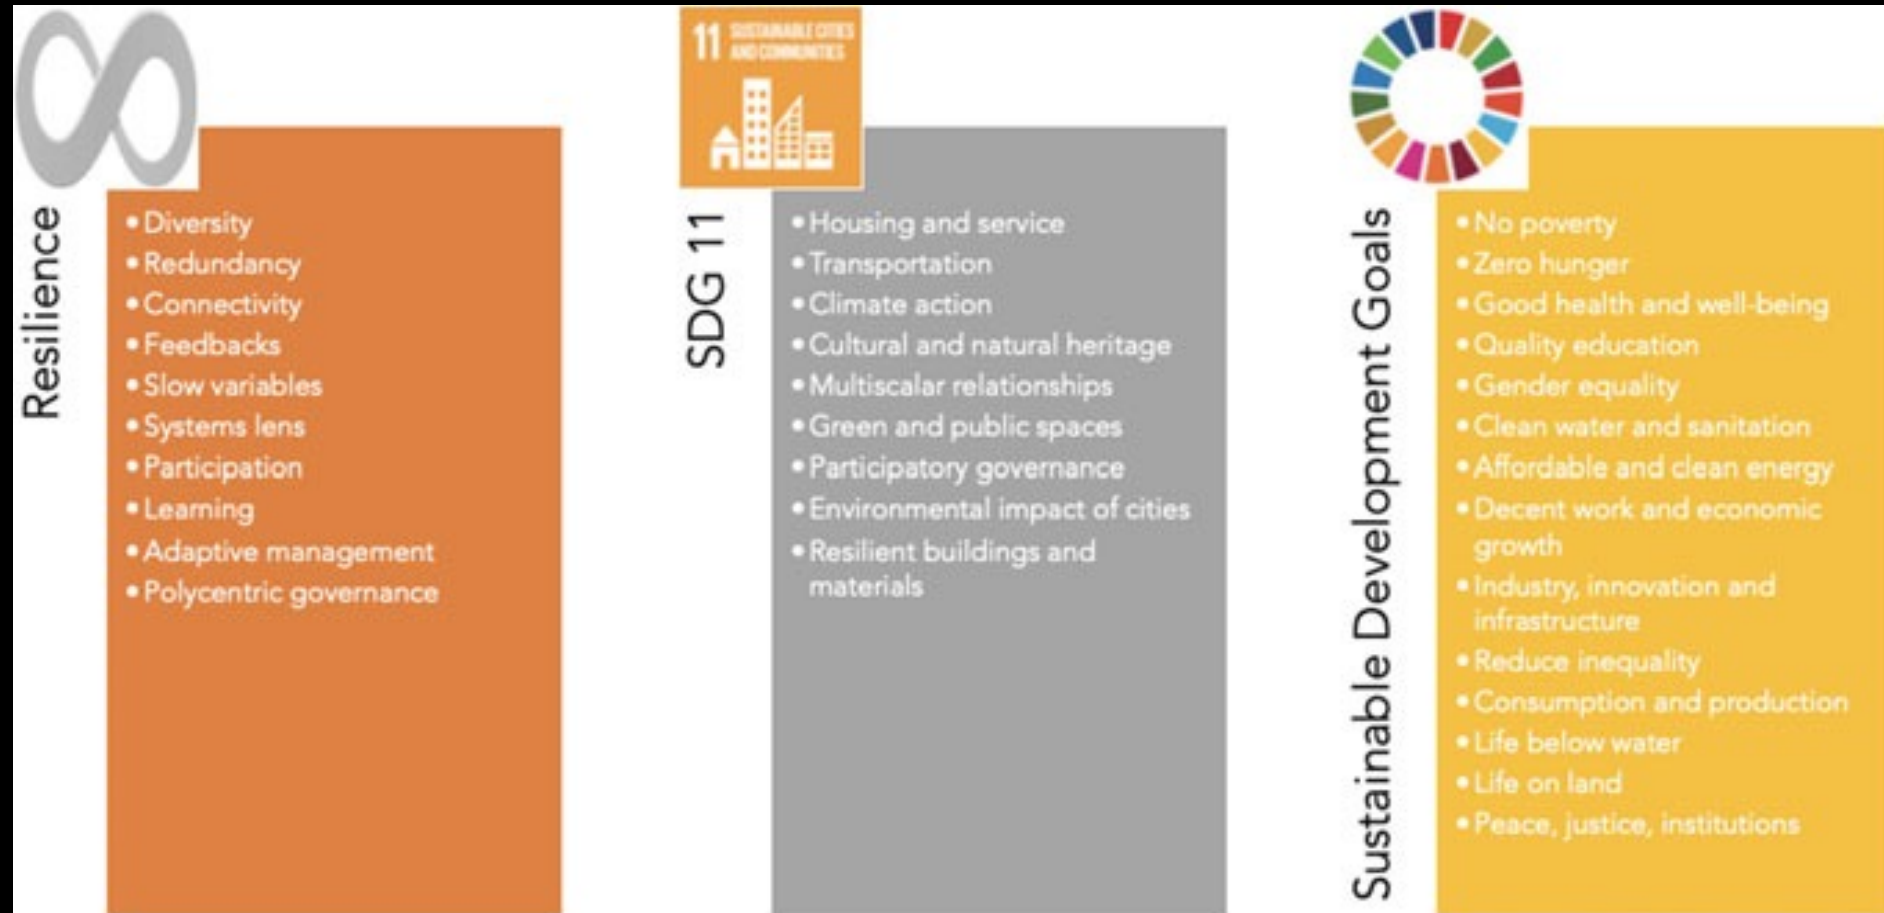 Resilience
• Diversity
• Redundancy
• Connectivity
• Feedbacks
• Slow variables
• Systems lens
• Participation
• Learning
• Adaptive management
• Polycentric governance
11 SUSTAINABLE CITIES
AND COMMUNITIES
SDG 11
• Housing and service
• Transportation
• Climate action
• Cultural and natural heritage
• Multiscalar relationships
• Green and public spaces
• Participatory governance
• Environmental impact of cities
• Resilient buildings and
materials
Sustainable Development Goals
• No poverty
• Zero hunger
• Good health and well-being
• Quality education
• Gender equality
• Clean water and sanitation
• Affordable and clean energy
• Decent work and economic
growth
• Industry, innovation and
infrastructure
• Reduce inequality
• Consumption and production
• Life below water
• Life on land
• Peace, justice, institutions